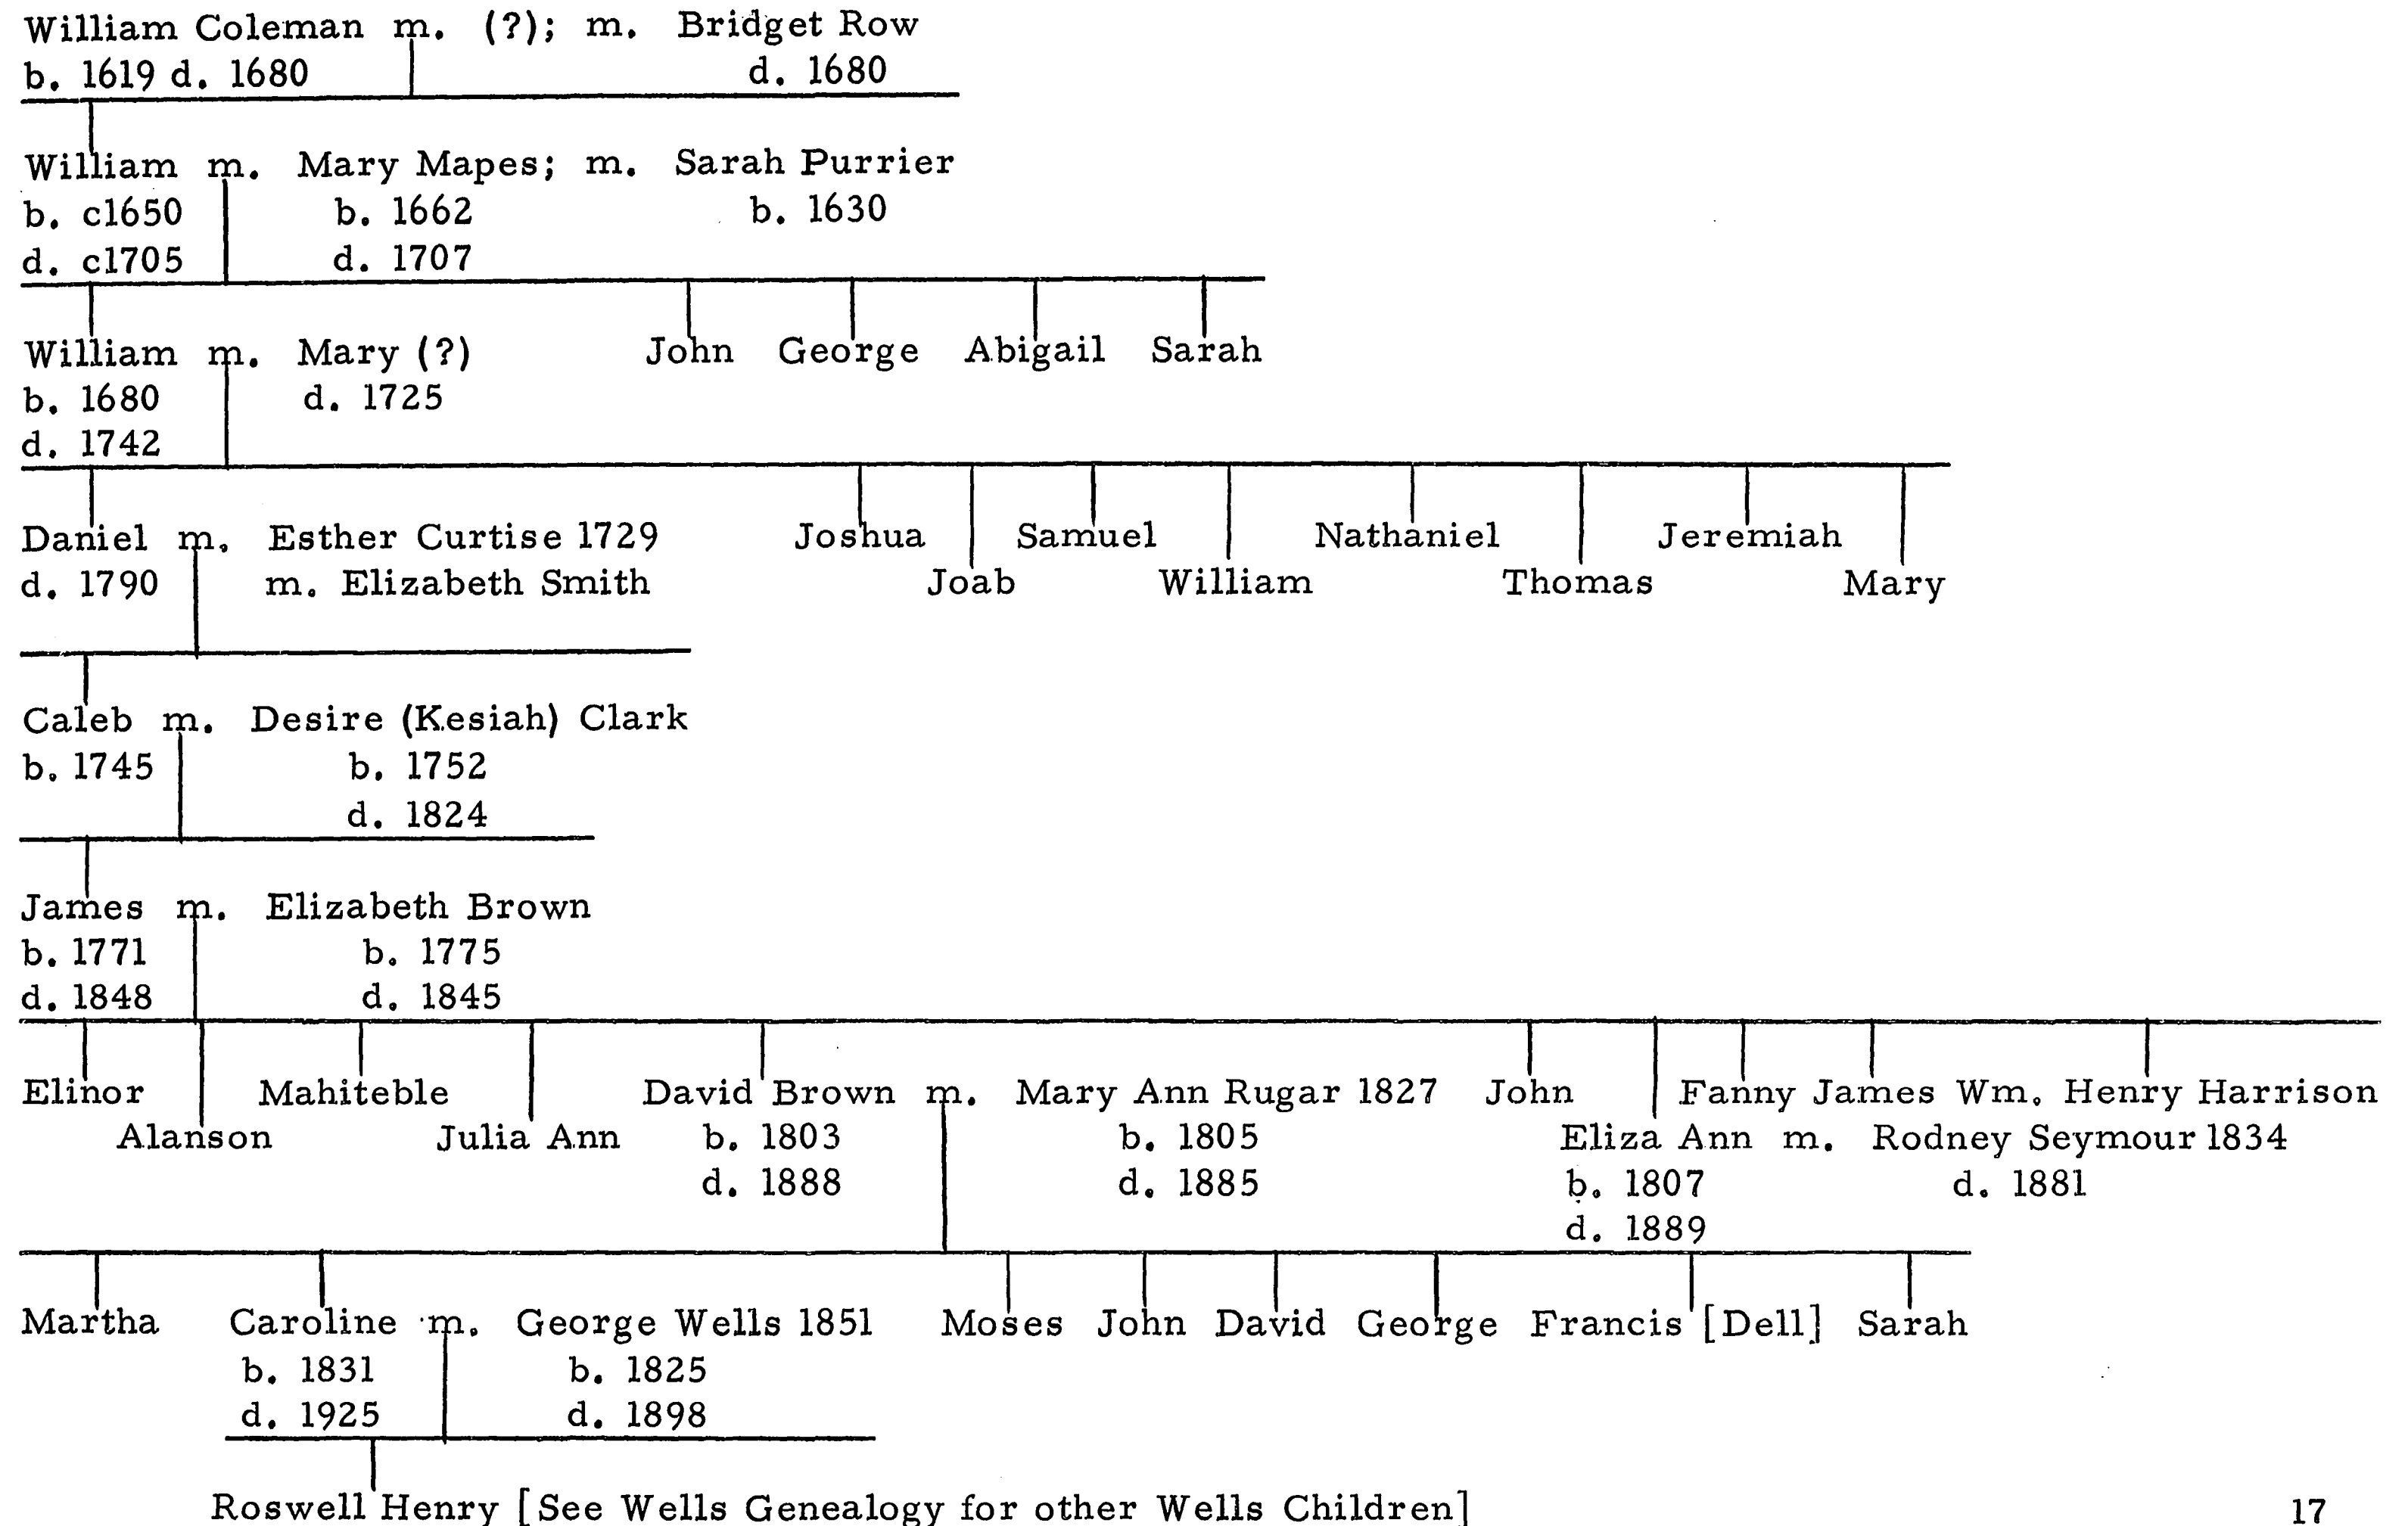 William Coleman m. (?); m. Bridget Row
b. 1619 d. 1680 d. 1680
William m. Mary Mapes; m. Sarah Purrier
b. c1650 b. 1662 b. 1630
d. c1705 d. 1707
William m. Mary (?) John George Abigail Sarah
b. 1680 d. 1725
d. 1742
Daniel m. Esther Curtise 1729 Joshua Samuel Nathaniel Jeremiah
d. 1790 m. Elizabeth Smith Joab William Thomas Mary
Caleb m. Desire (Kesiah) Clark
b. 1745 b. 1752
d. 1824
James m. Elizabeth Brown
b. 1771 b. 1775
d. 1848 d. 1845
Elinor Mahiteble David Brown m. Mary Ann Rugar 1827 John Fanny James Wm. Henry Harrison
Alanson Julia Ann b. 1803 b. 1805 Eliza Ann m. Rodney Seymour 1834
d. 1888 d. 1885 b. 1807 d. 1881
d. 1889
Martha Caroline m. George Wells 1851 Moses John David George Francis [Dell] Sarah
b. 1831 b. 1825
d. 1925 d. 1898
Roswell Henry [See Wells Genealogy for other Wells Children] 17